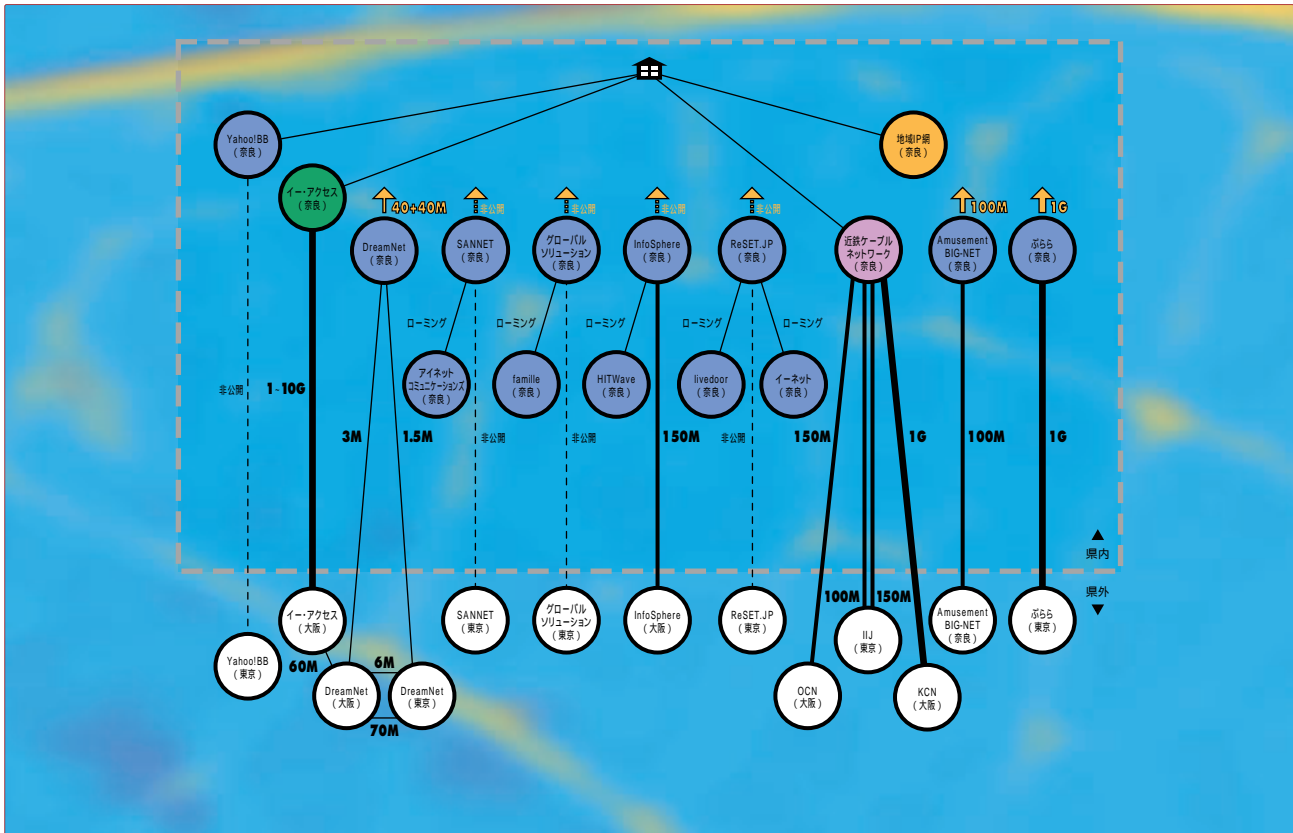 Yahoo!BB
(奈良)
地域IP網
(奈良)
イー・アクセス
(奈良)
40+40M
非公開
非公開
非公開
非公開
100M
1G
DreamNet
(奈良)
SANNET
(奈良)
グローバル
ソリューション
(奈良)
InfoSphere
(奈良)
ReSET.JP
(奈良)
近鉄ケーブル
ネットワーク
(奈良)
Amusement
BIG-NET
(奈良)
ぷらら
(奈良)
ローミング
ローミング
ローミング
ローミング
ローミング
アイネット
コミュニケーションズ
(奈良)
famille
(奈良)
HITWave
(奈良)
livedoor
(奈良)
イーネット
(奈良)
非公開
1-10G
3M
1.5M
非公開
非公開
150M
非公開
150M
1G
100M
1G
県内
県外
100M
150M
イー・アクセス
(大阪)
SANNET
(東京)
グローバル
ソリューション
(東京)
InfoSphere
(大阪)
ReSET.JP
(東京)
IIJ
(東京)
Amusement
BIG-NET
(奈良)
ぷらら
(東京)
Yahoo!BB
(東京)
60M
6M
DreamNet
(大阪)
DreamNet
(東京)
70M
OCN
(大阪)
KCN
(大阪)